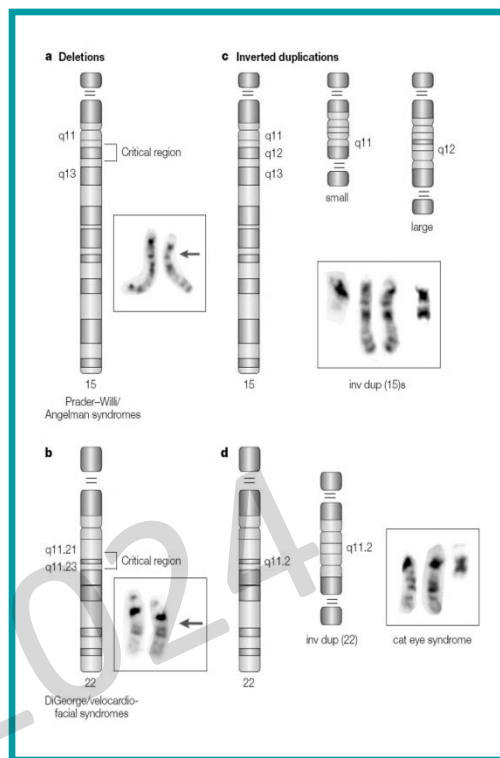 a Deletions
c Inverted duplications
q11
Critical region
q13
q11
q12
q13
q11
small
q12
large
15
Prader–Willi/
Angelman syndromes
15
inv dup (15)s
b
d
q11.21
Critical region
q11.23
q11.2
q11.2
inv dup (22)
cat eye syndrome
22
DiGeorge/velocardio-
facial syndromes
22
024